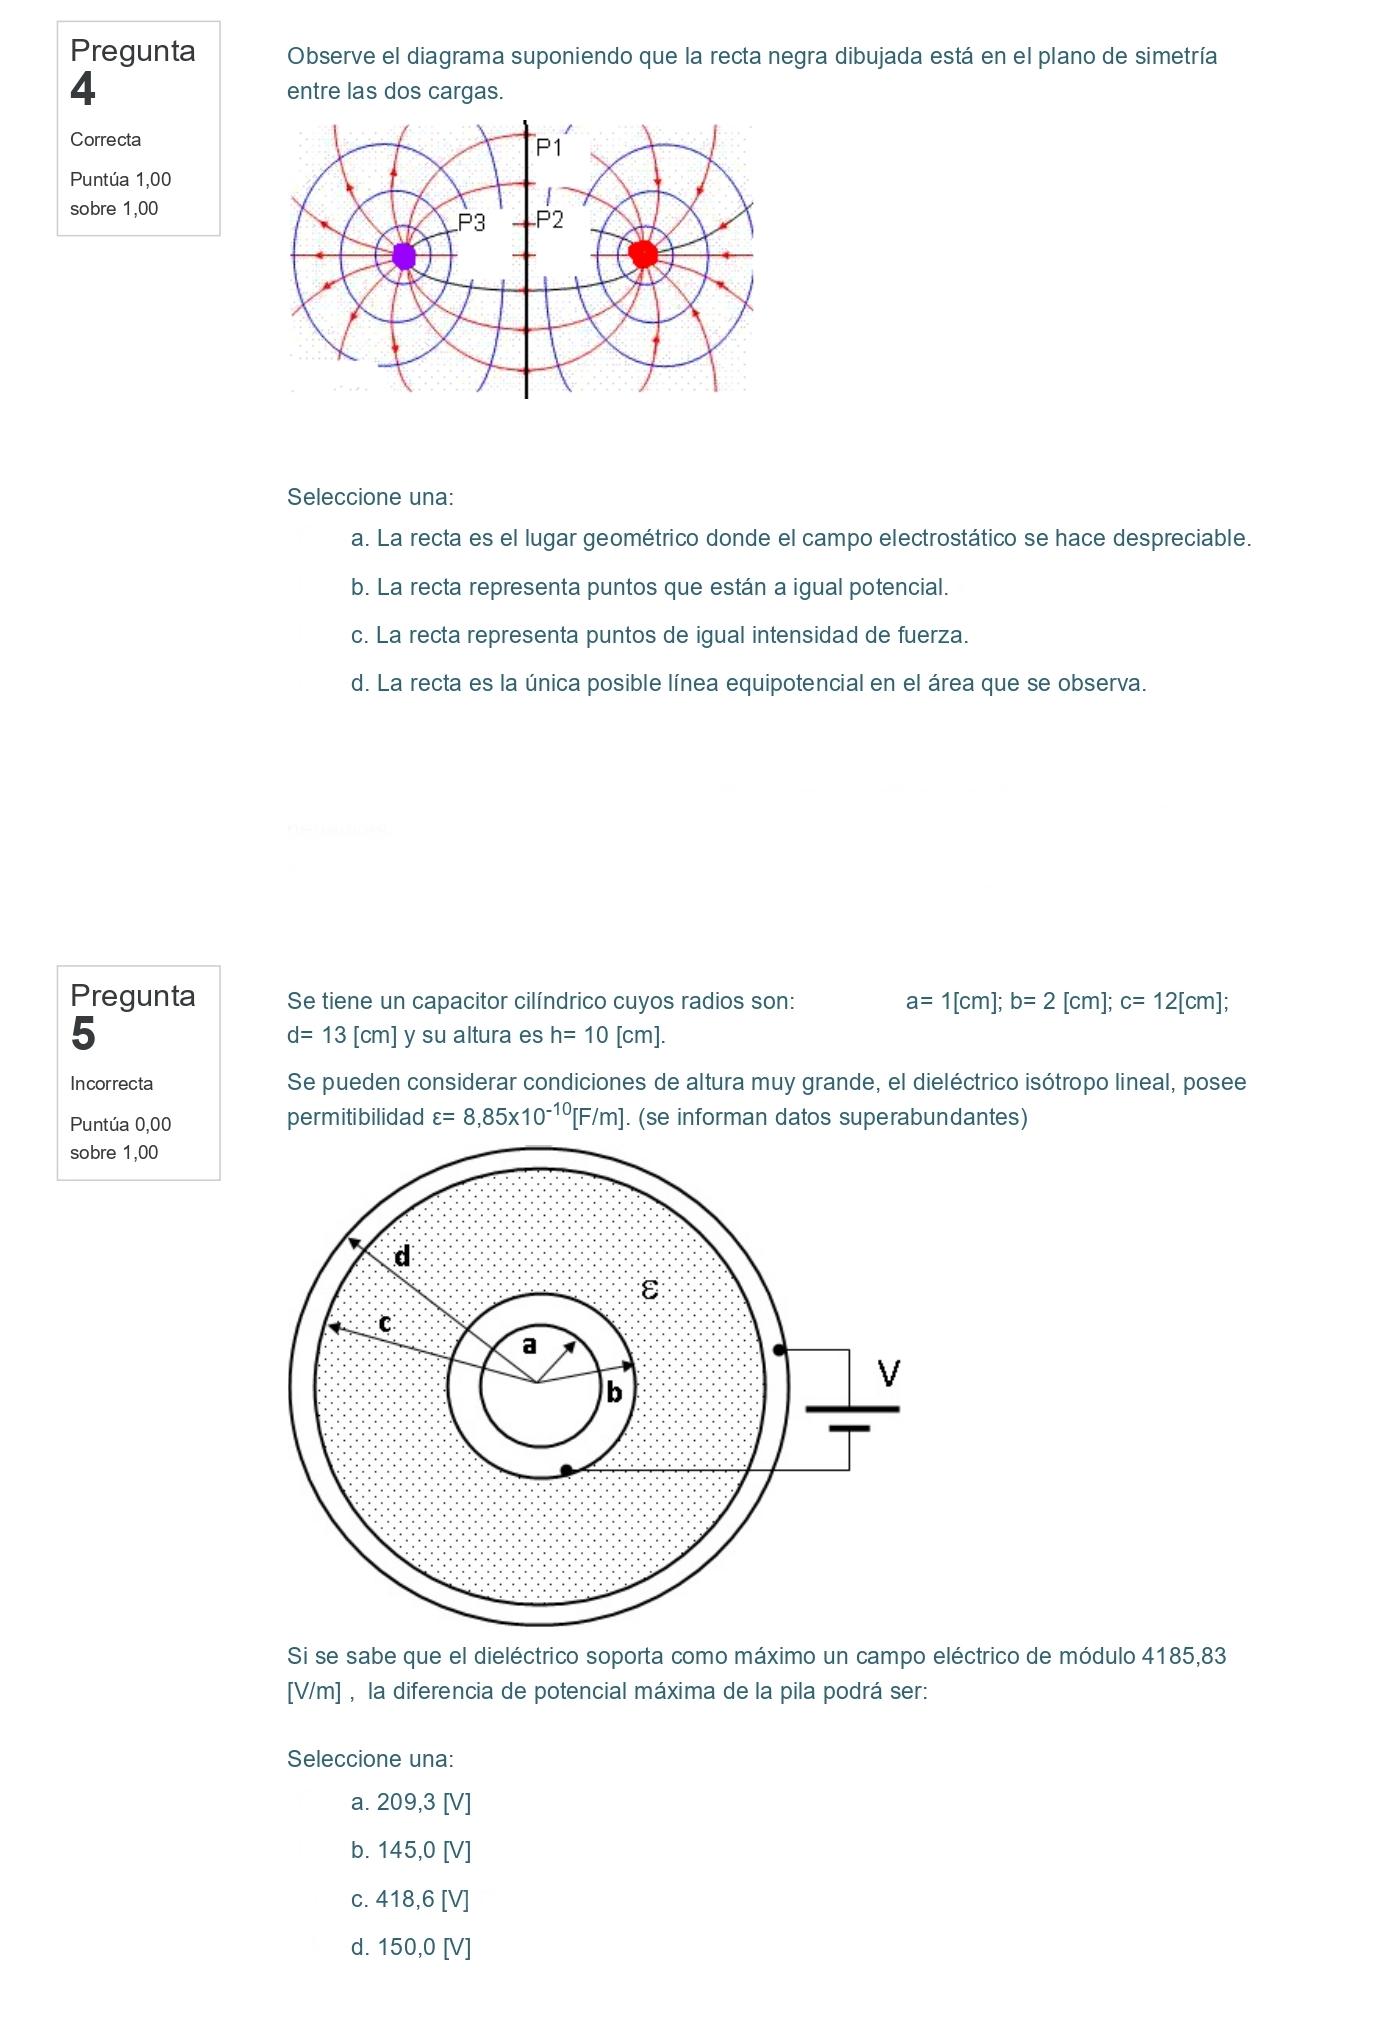 Pregunta
4
Correcta
Puntúa 1,00
sobre 1,00
Observe el diagrama suponiendo que la recta negra dibujada está en el plano de simetría
entre las dos cargas.
P1
P3
P2
Seleccione una:
a. La recta es el lugar geométrico donde el campo electrostático se hace despreciable.
b. La recta representa puntos que están a igual potencial.
c. La recta representa puntos de igual intensidad de fuerza.
d. La recta es la única posible línea equipotencial en el área que se observa.
Pregunta
5
Incorrecta
Puntúa 0,00
sobre 1,00
Se tiene un capacitor cilíndrico cuyos radios son: a= 1[cm]; b= 2 [cm]; c= 12[cm];
d= 13 [cm] y su altura es h= 10 [cm].
Se pueden considerar condiciones de altura muy grande, el dieléctrico isótropo lineal, posee
permitibilidad ε= 8,85x10⁻¹⁰[F/m]. (se informan datos superabundantes)
d
ε
c
a
b
V
Si se sabe que el dieléctrico soporta como máximo un campo eléctrico de módulo 4185,83
[V/m] , la diferencia de potencial máxima de la pila podrá ser:
Seleccione una:
a. 209,3 [V]
b. 145,0 [V]
c. 418,6 [V]
d. 150,0 [V]